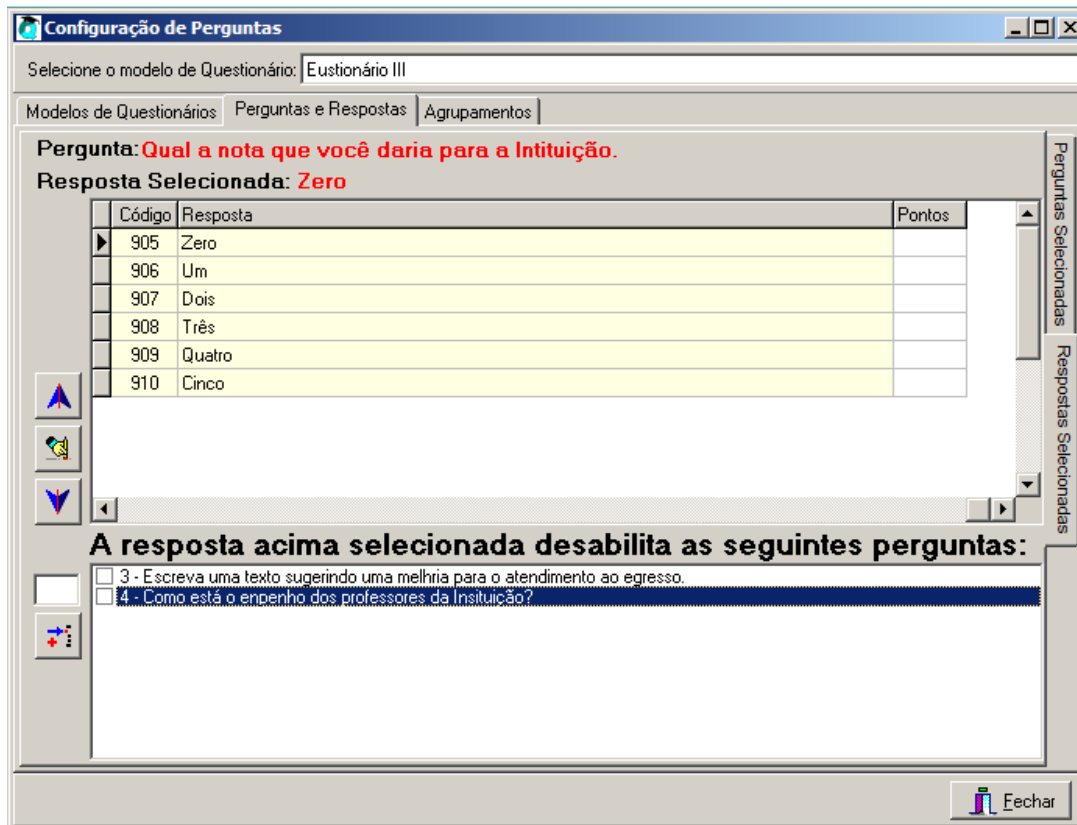 Configuração de Perguntas
Selecione o modelo de Questionário: Eustionário III
Modelos de Questionários Perguntas e Respostas Agrupamentos
Pergunta:Qual a nota que você daria para a Intituição.
Resposta Selecionada: Zero
Código Resposta Pontos
905 Zero
906 Um
907 Dois
908 Três
909 Quatro
910 Cinco
Perguntas Selecionadas
Respostas Selecionadas
A resposta acima selecionada desabilita as seguintes perguntas:
3 - Escreva uma texto sugerindo uma melhria para o atendimento ao egresso.
4 - Como está o enpenho dos professores da Insituição?
Fechar